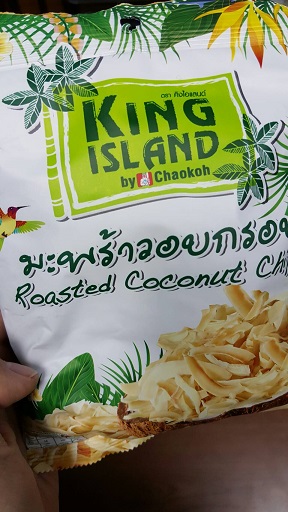 ตรา คิงไอแลนด์
KING
ISLAND
by Chaokoh
มะพร้าวอบกรอบ
Roasted Coconut Chi